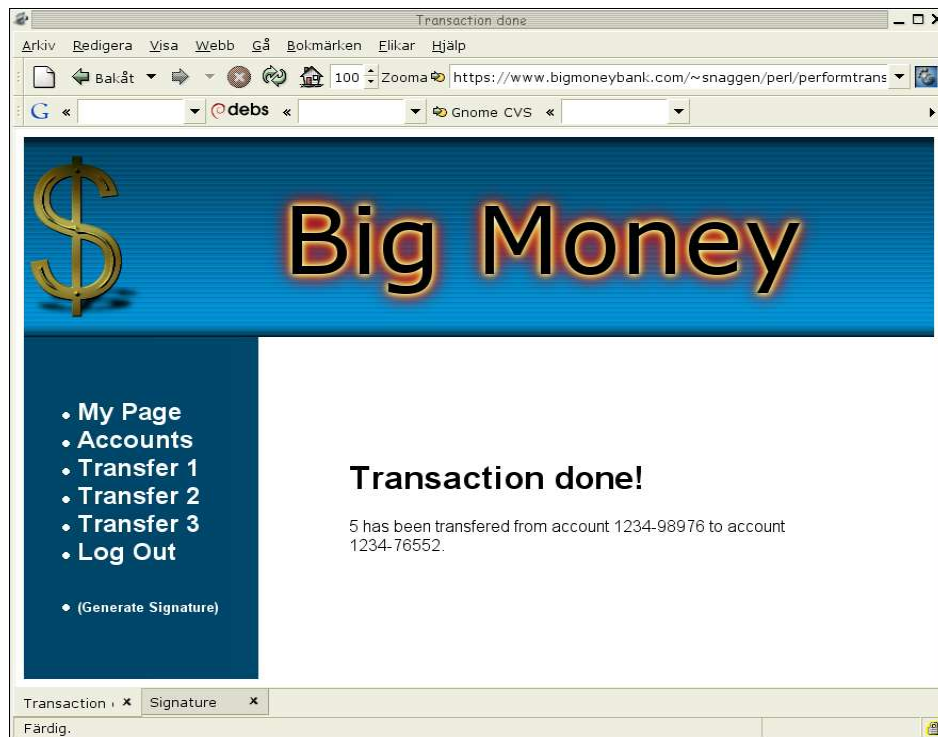 Transaction done
Arkiv Redigera Visa Webb Gå Bokmärken Flikar Hjälp
Bakåt 100 Zooma https://www.bigmoneybank.com/~snaggen/perl/performtrans
G « debs « Gnome CVS «
$ Big Money
My Page
Accounts
Transfer 1
Transfer 2
Transfer 3
Log Out
(Generate Signature)
Transaction done!
5 has been transfered from account 1234-98976 to account
1234-76552.
Transaction Signature
Färdig.